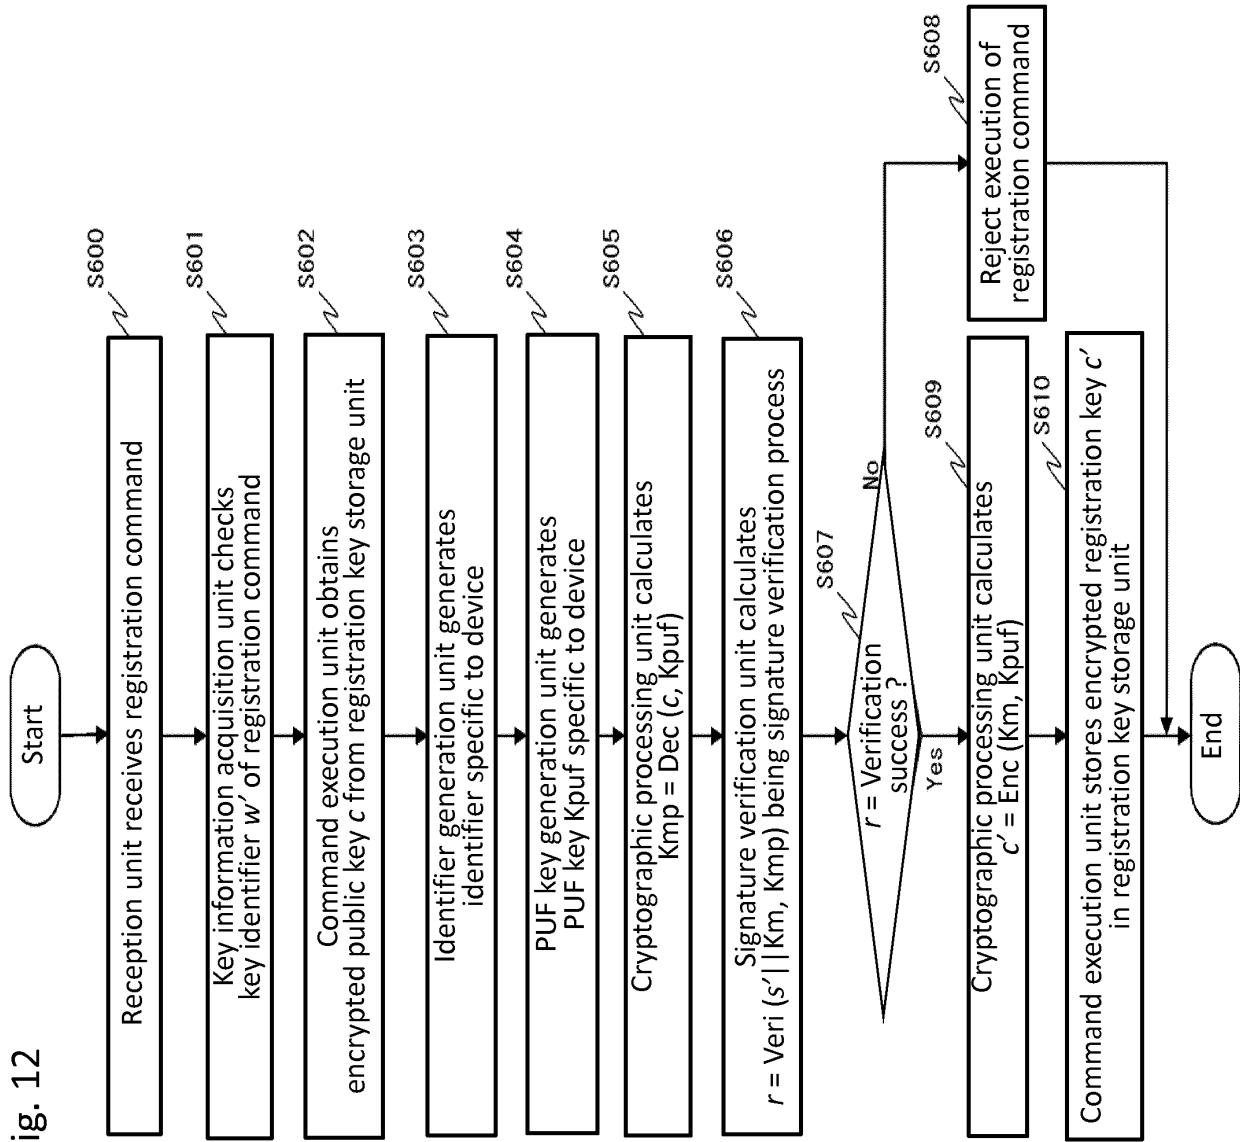 ig. 12
Start
S600
Reception unit receives registration command
S601
Key information acquisition unit checks
key identifier w' of registration command
S602
Command execution unit obtains
encrypted public key c from registration key storage unit
S603
Identifier generation unit generates
identifier specific to device
S604
PUF key generation unit generates
PUF key Kpuf specific to device
S605
Cryptographic processing unit calculates
Kmp = Dec (c, Kpuf)
S606
Signature verification unit calculates
r = Veri (s'||Km, Kmp) being signature verification process
S607
r = Verification
success ?
No
Yes
S608
Reject execution of
registration command
S609
Cryptographic processing unit calculates
c' = Enc (Km, Kpuf)
S610
Command execution unit stores encrypted registration key c'
in registration key storage unit
End